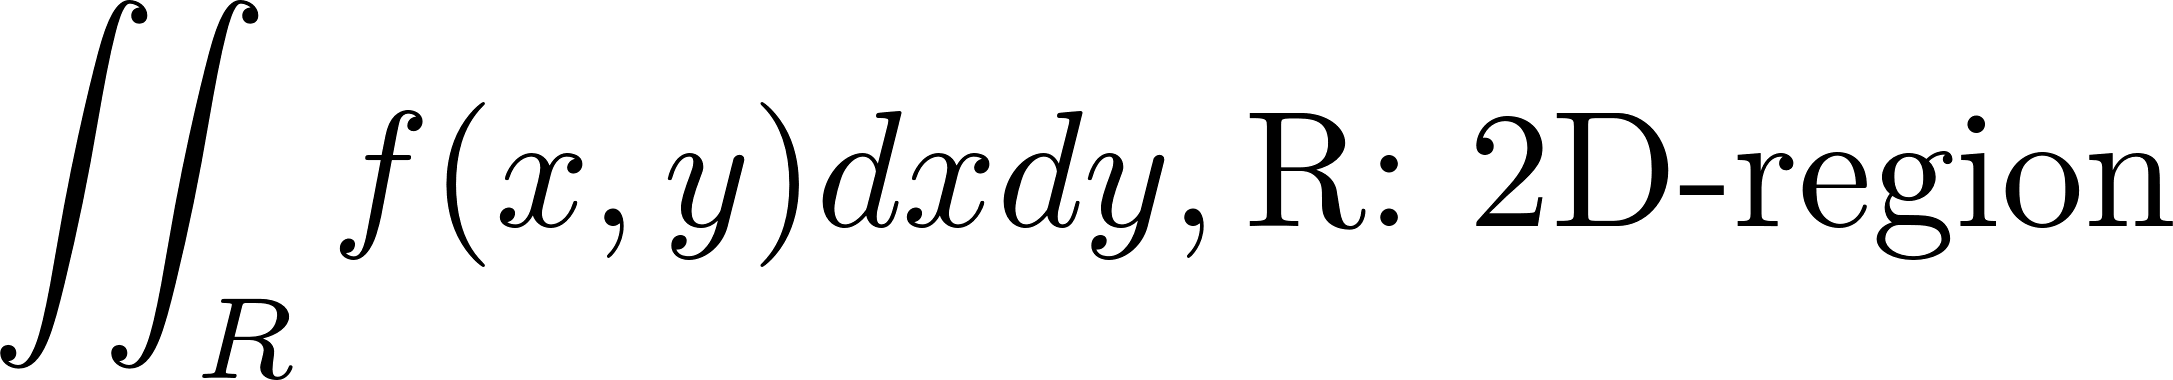 ∬_R f(x, y)dxdy, R: 2D-region